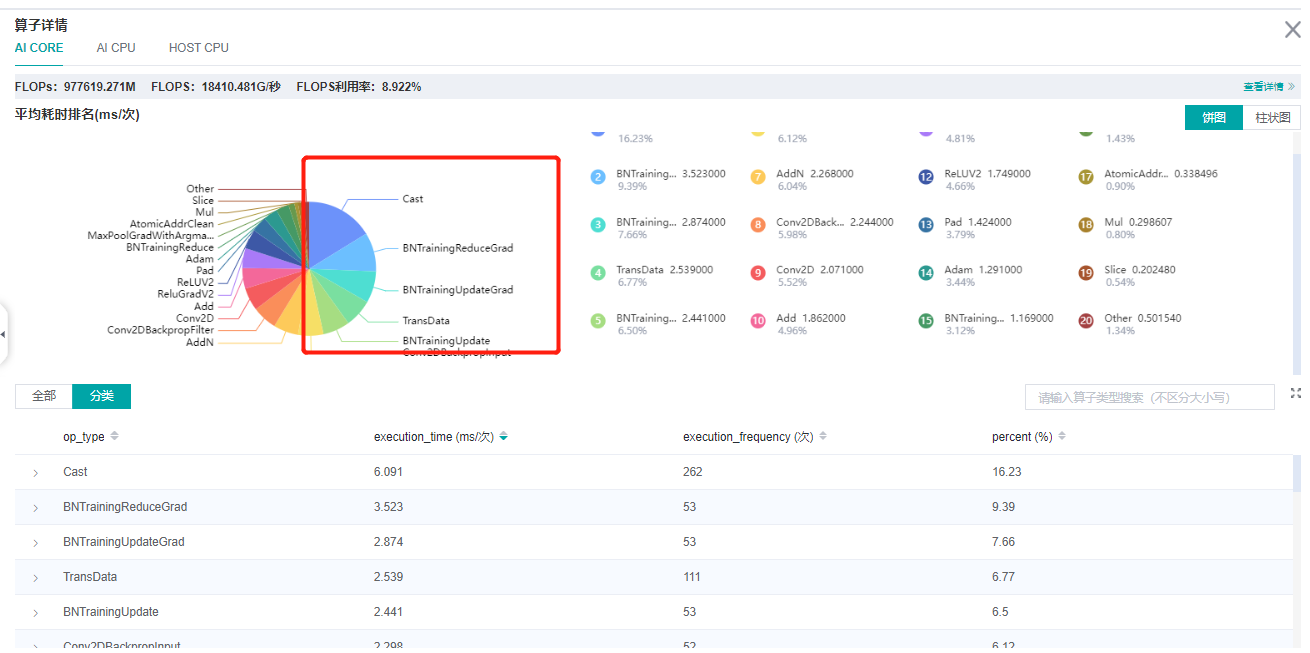 算子详情
AI CORE AI CPU HOST CPU
FLOPs：977619.271M FLOPS：18410.481G/秒 FLOPS利用率：8.922%
查看详情
平均耗时排名(ms/次)
饼图 柱状图
Other
Slice
Mul
AtomicAddrClean
MaxPoolGradWithArgma...
BNTrainingReduce
Adam
Pad
ReLUV2
ReluGradV2
Add
Conv2D
Conv2DBackpropFilter
AddN
Cast
BNTrainingReduceGrad
BNTrainingUpdateGrad
TransData
BNTrainingUpdate
Conv2DBackpropInput
16.23% 6.12% 4.81% 1.43%
2 BNTraining... 3.523000 7 AddN 2.268000 12 ReLUV2 1.749000 17 AtomicAddr... 0.338496
9.39% 6.04% 4.66% 0.90%
3 BNTraining... 2.874000 8 Conv2DBack... 2.244000 13 Pad 1.424000 18 Mul 0.298607
7.66% 5.98% 3.79% 0.80%
4 TransData 2.539000 9 Conv2D 2.071000 14 Adam 1.291000 19 Slice 0.202480
6.77% 5.52% 3.44% 0.54%
5 BNTraining... 2.441000 10 Add 1.862000 15 BNTraining... 1.169000 20 Other 0.501540
6.50% 4.96% 3.12% 1.34%
全部 分类
请输入算子类型搜索（不区分大小写）
op_type execution_time (ms/次) execution_frequency (次) percent (%)
Cast 6.091 262 16.23
BNTrainingReduceGrad 3.523 53 9.39
BNTrainingUpdateGrad 2.874 53 7.66
TransData 2.539 111 6.77
BNTrainingUpdate 2.441 53 6.5
Conv2DBackpropInput 2.298 52 6.12